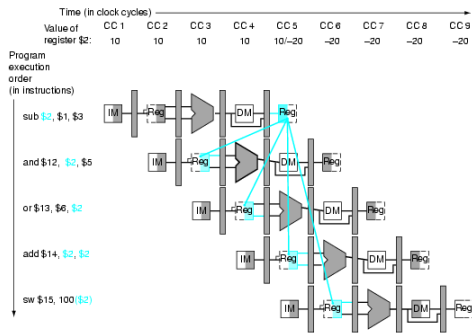 Time (in clock cycles)
CC 1 CC 2 CC 3 CC 4 CC 5 CC 6 CC 7 CC 8 CC 9
Value of register $2: 10 10 10 10 10/–20 –20 –20 –20 –20
Program
execution
order
(in instructions)
sub $2, $1, $3 IM Reg DM Reg
and $12, $2, $5 IM Reg DM Reg
or $13, $6, $2 IM Reg DM Reg
add $14, $2, $2 IM Reg DM Reg
sw $15, 100($2) IM Reg DM Reg